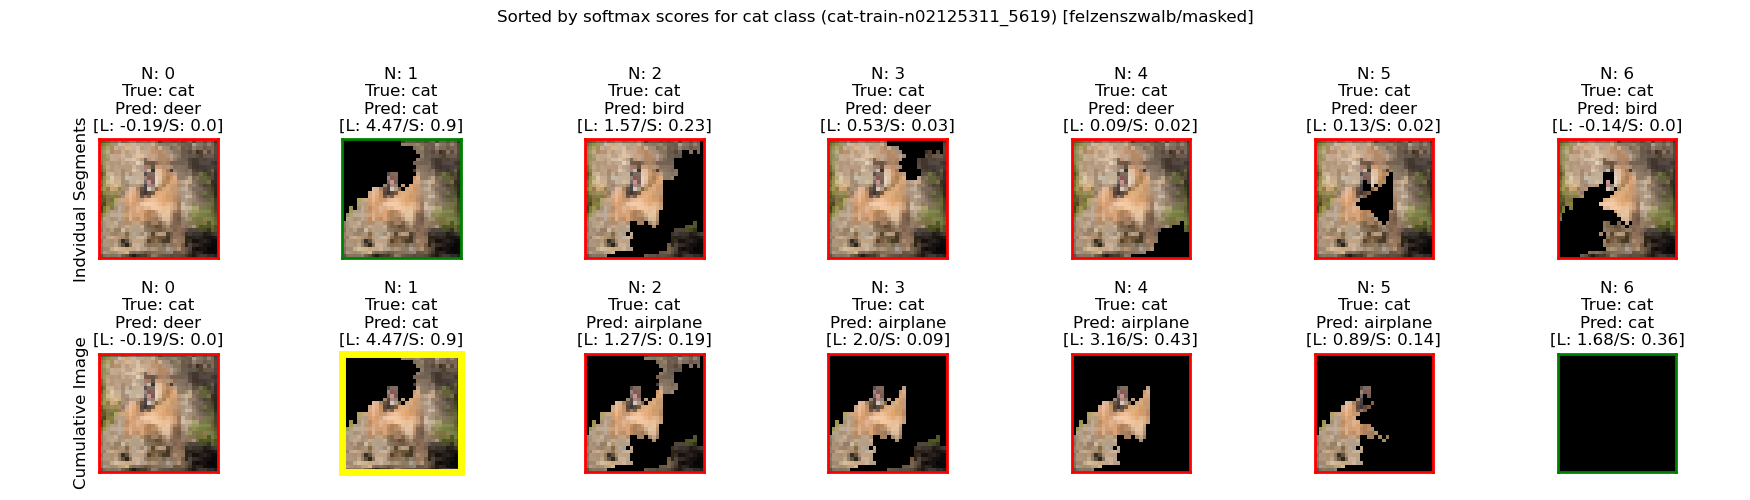 Sorted by softmax scores for cat class (cat-train-n02125311_5619) [felzenszwalb/masked]
Indvidual Segments
N: 0
True: cat
Pred: deer
[L: -0.19/S: 0.0]
N: 1
True: cat
Pred: cat
[L: 4.47/S: 0.9]
N: 2
True: cat
Pred: bird
[L: 1.57/S: 0.23]
N: 3
True: cat
Pred: deer
[L: 0.53/S: 0.03]
N: 4
True: cat
Pred: deer
[L: 0.09/S: 0.02]
N: 5
True: cat
Pred: deer
[L: 0.13/S: 0.02]
N: 6
True: cat
Pred: bird
[L: -0.14/S: 0.0]
Cumulative Image
N: 0
True: cat
Pred: deer
[L: -0.19/S: 0.0]
N: 1
True: cat
Pred: cat
[L: 4.47/S: 0.9]
N: 2
True: cat
Pred: airplane
[L: 1.27/S: 0.19]
N: 3
True: cat
Pred: airplane
[L: 2.0/S: 0.09]
N: 4
True: cat
Pred: airplane
[L: 3.16/S: 0.43]
N: 5
True: cat
Pred: airplane
[L: 0.89/S: 0.14]
N: 6
True: cat
Pred: cat
[L: 1.68/S: 0.36]